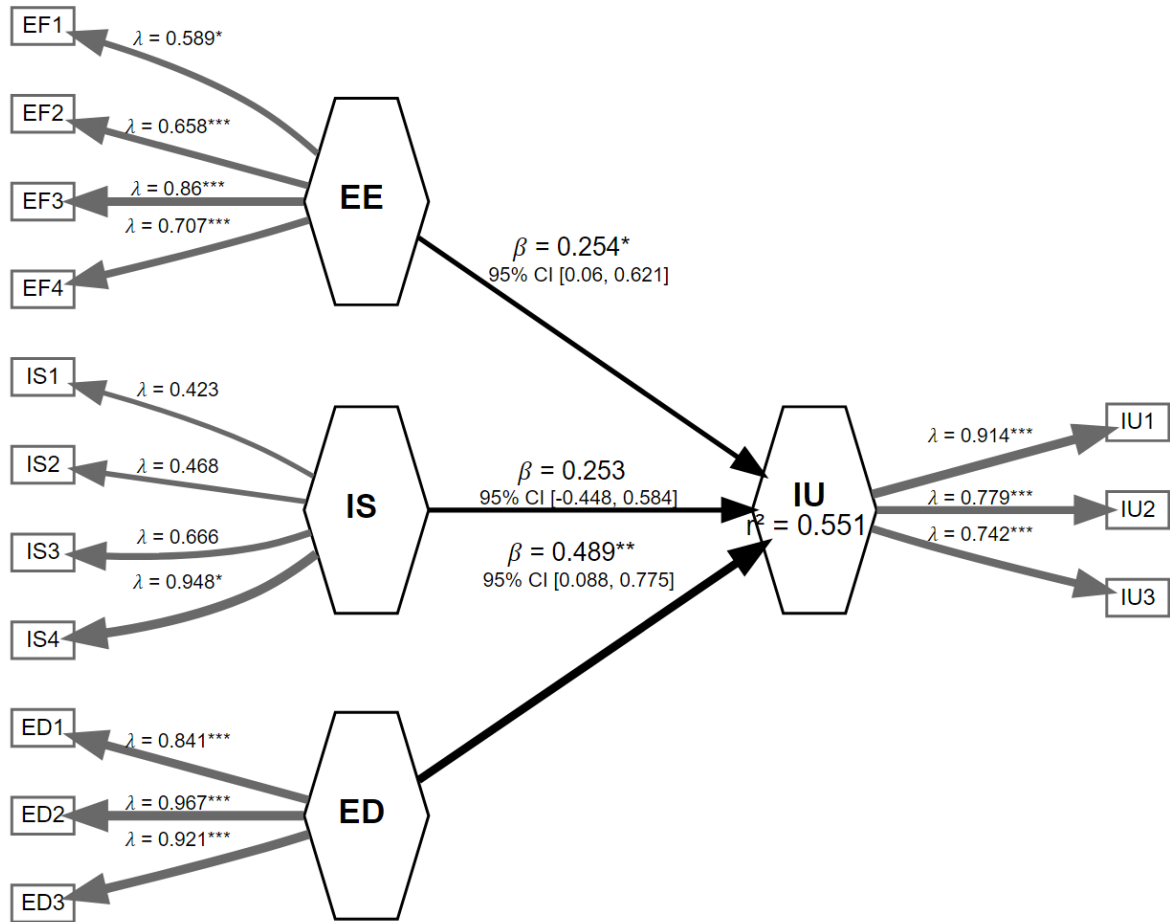 EF1
λ = 0.589*
EF2
λ = 0.658***
EF3
λ = 0.86***
EE
λ = 0.707***
EF4
β = 0.254*
95% CI [0.06, 0.621]
IS1
λ = 0.423
IS2
λ = 0.468
IS
IS3
λ = 0.666
λ = 0.948*
IS4
β = 0.253
95% CI [-0.448, 0.584]
β = 0.489**
95% CI [0.088, 0.775]
IU
r² = 0.551
λ = 0.914***
IU1
λ = 0.779***
IU2
λ = 0.742***
IU3
ED1
λ = 0.841***
ED2
λ = 0.967***
ED
λ = 0.921***
ED3